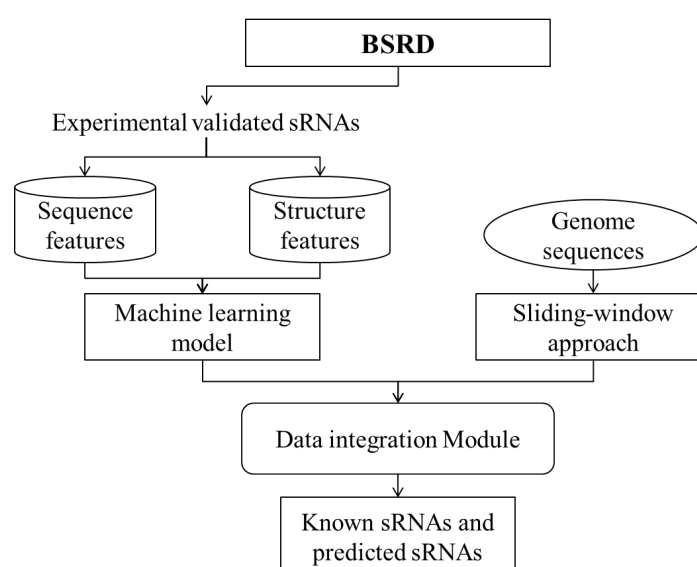 BSRD
Experimental validated sRNAs
Sequence
features
Structure
features
Genome
sequences
Machine learning
model
Sliding-window
approach
Data integration Module
Known sRNAs and
predicted sRNAs